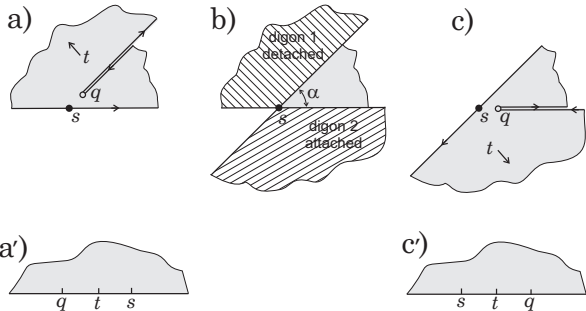 a)
t
q
s
b)
digon 1
detached
α
s
digon 2
attached
c)
s
q
t
a')
q
t
s
c')
s
t
q